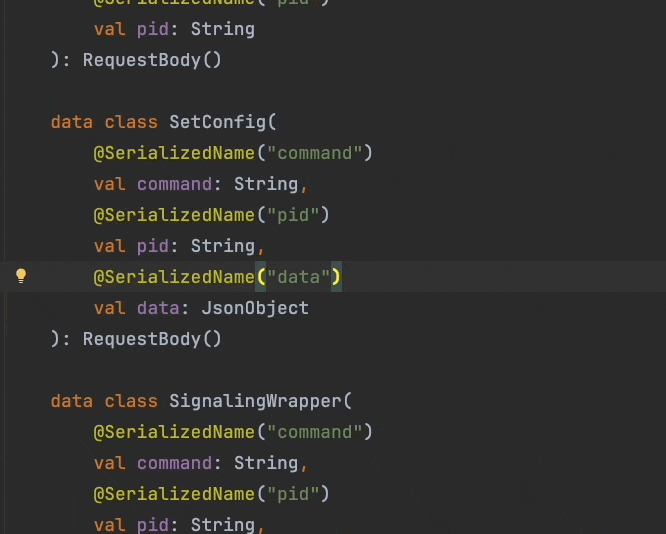 @SerializedName("pid")
val pid: String
): RequestBody()
data class SetConfig(
@SerializedName("command")
val command: String,
@SerializedName("pid")
val pid: String,
@SerializedName("data")
val data: JsonObject
): RequestBody()
data class SignalingWrapper(
@SerializedName("command")
val command: String,
@SerializedName("pid")
val pid: String,